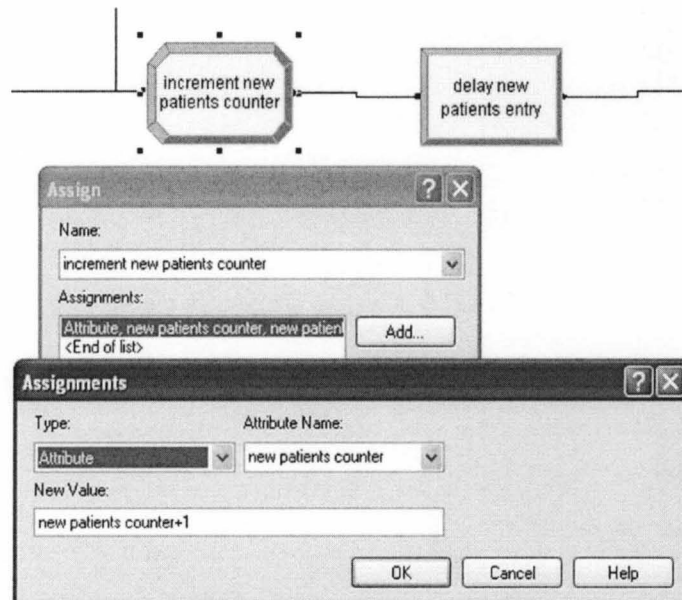 increment new
patients counter
delay new
patients entry
Assign
Name:
increment new patients counter
Assignments:
Attribute, new patients counter, new patient
<End of list>
Add...
Assignments
Type:
Attribute Name:
Attribute
new patients counter
New Value:
new patients counter+1
OK
Cancel
Help